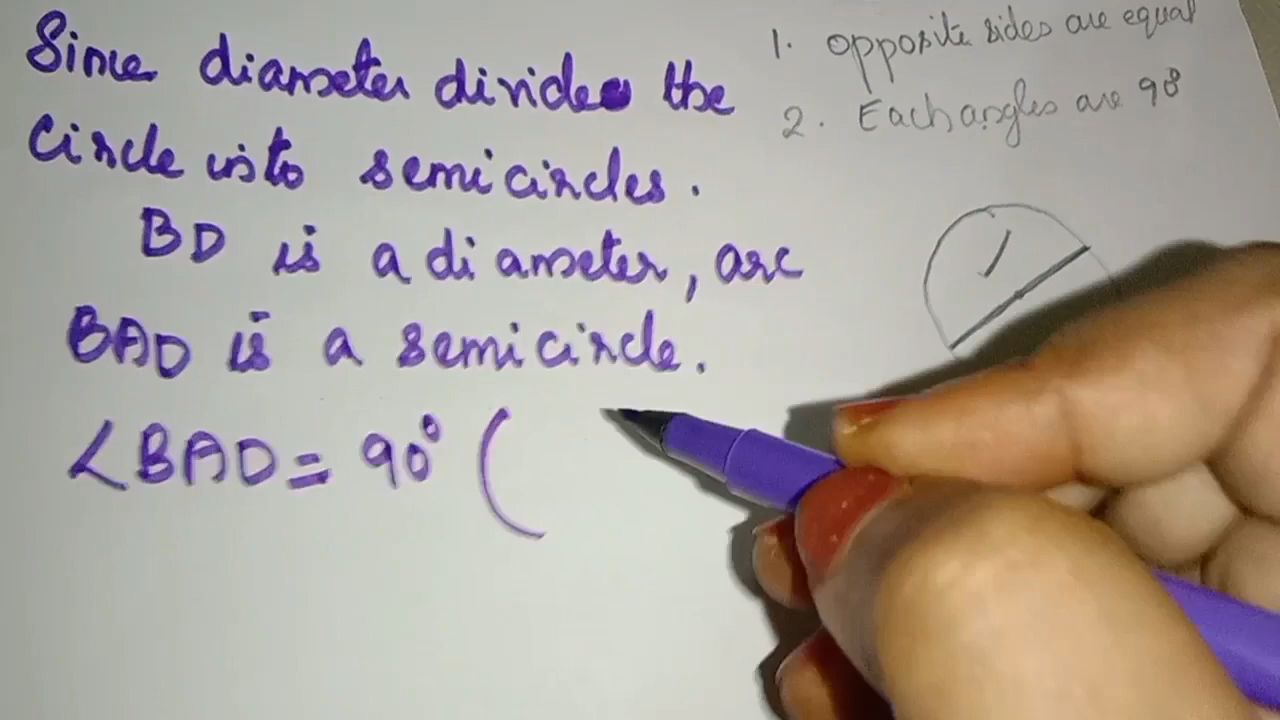 Since diameter divides the
Circle into semicircles.
BD is a diameter, arc
BAD is a semicircle.
∠BAD = 90° (
1. opposite sides are equal
2. Each angles are 90°